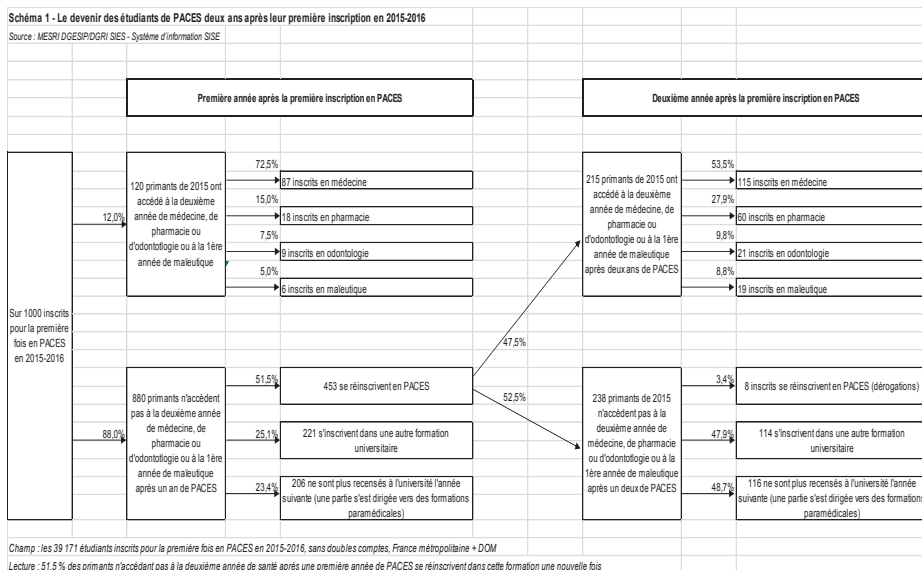 Schéma 1 - Le devenir des étudiants de PACES deux ans après leur première inscription en 2015-2016
Source : MESRI DGESIP/DGRI SIES - Système d'information SISE
Première année après la première inscription en PACES
Deuxième année après la première inscription en PACES
Sur 1000 inscrits
pour la première
fois en PACES
en 2015-2016
12,0%
120 primants de 2015 ont
accédé à la deuxième
année de médecine, de
pharmacie ou
d'odontotlogie ou à la 1ère
année de maïeutique
72,5%
87 inscrits en médecine
15,0%
18 inscrits en pharmacie
7,5%
9 inscrits en odontologie
5,0%
6 inscrits en maïeutique
88,0%
880 primants n'accèdent
pas à la deuxième année
de médecine, de
pharmacie ou
d'odontotlogie ou à la 1ère
année de maïeutique
après un an de PACES
51,5%
453 se réinscrivent en PACES
25,1%
221 s'inscrivent dans une autre formation
universitaire
23,4%
206 ne sont plus recensés à l'université l'année
suivante (une partie s'est dirigée vers des formations
paramédicales)
47,5%
52,5%
215 primants de 2015 ont
accédé à la deuxième
année de médecine, de
pharmacie ou
d'odontotlogie ou à la 1ère
année de maïeutique
après deux ans de PACES
53,5%
115 inscrits en médecine
27,9%
60 inscrits en pharmacie
9,8%
21 inscrits en odontologie
8,8%
19 inscrits en maïeutique
238 primants de 2015
n'accèdent pas à la
deuxième année de
médecine, de pharmacie
ou d'odontotlogie ou à la
1ère année de maïeutique
après un deux de PACES
3,4%
8 inscrits se réinscrivent en PACES (dérogations)
47,9%
114 s'inscrivent dans une autre formation
universitaire
48,7%
116 ne sont plus recensés à l'université l'année
suivante (une partie s'est dirigée vers des formations
paramédicales)
Champ : les 39 171 étudiants inscrits pour la première fois en PACES en 2015-2016, sans doubles comptes, France métropolitaine + DOM
Lecture : 51,5 % des primants n'accédant pas à la deuxième année de santé après une première année de PACES se réinscrivent dans cette formation une nouvelle fois